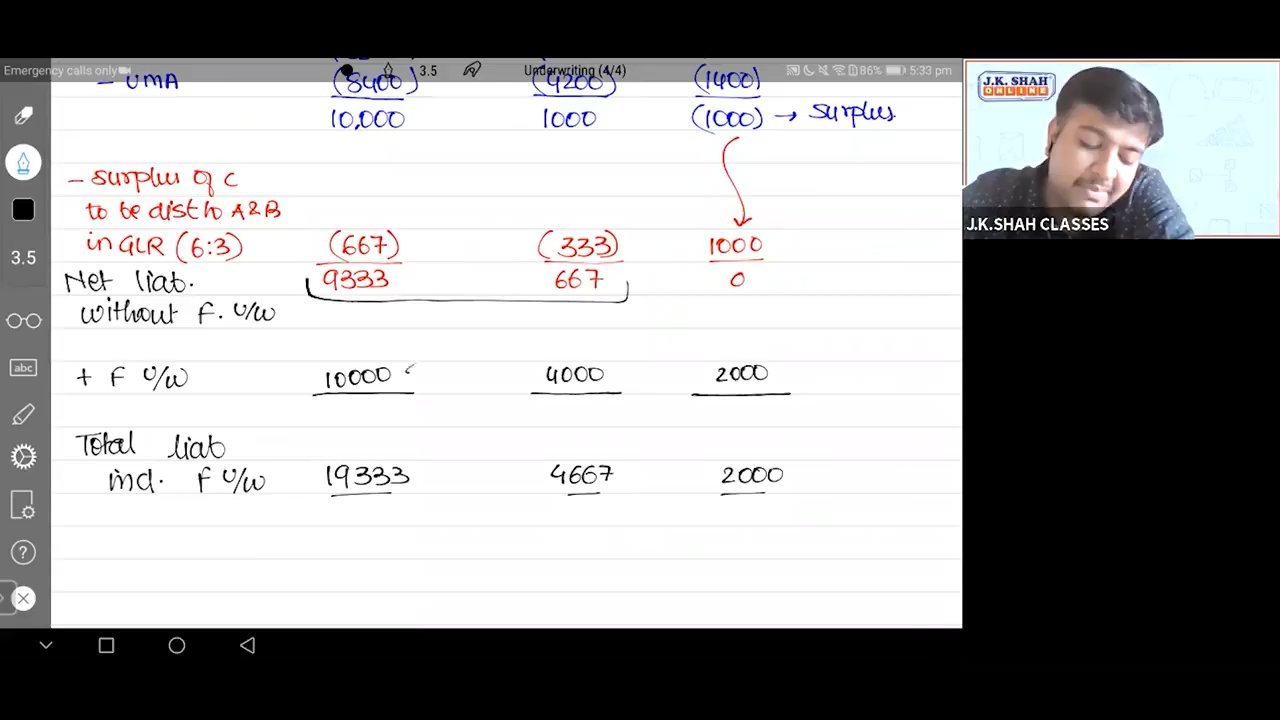 Emergency calls only
3.5
Underwriting (4/4)
86% 5:33 pm
- UMA (8400) (4200) (1400)
10,000 1000 (1000) → Surplus
- Surplus of C
to be dist to A&B
in GLR (6:3) (667) (333) 1000
Net liab. 9333 667 0
without F. U/W
+ F U/W 10000 4000 2000
Total liab
incl. F U/W 19333 4667 2000
3.5
abc
?
J.K. SHAH
ONLINE
J.K.SHAH CLASSES